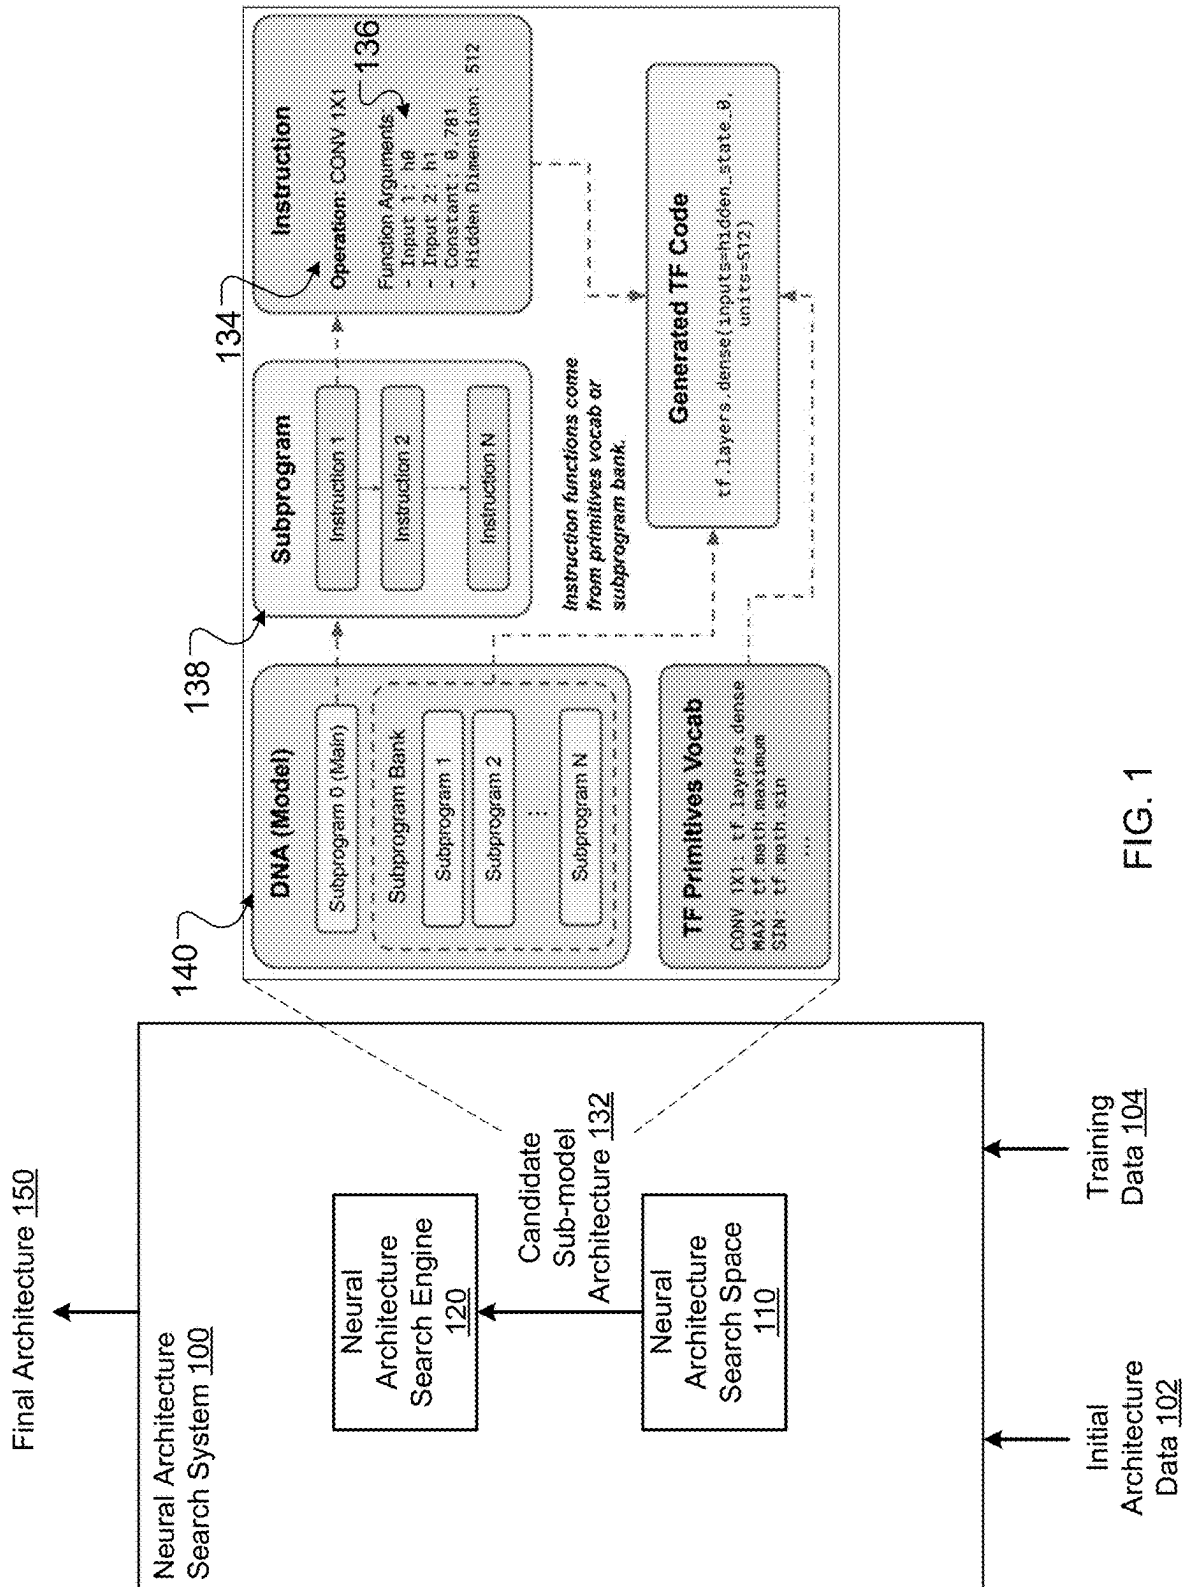 Final Architecture 150
Neural Architecture
Search System 100
Neural
Architecture
Search Engine
120
Candidate
Sub-model
Architecture 132
Neural
Architecture
Search Space
110
Initial
Architecture
Data 102
Training
Data 104
140
DNA (Model)
Subprogram 0 (Main)
Subprogram Bank
Subprogram 1
Subprogram 2
...
Subprogram N
TF Primitives Vocab
CONV 1X1: tf.layers.dense
MAX: tf.math.maximum
SIN: tf.math.sin
...
138
Subprogram
Instruction 1
Instruction 2
Instruction N
Instruction functions come
from primitives vocab or
subprogram bank.
134
Instruction
Operation: CONV 1X1
Function Arguments:
- Input 1: h0
- Input 2: h1
- Constant: 0.781
- Hidden Dimension: 512
136
Generated TF Code
tf.layers.dense(inputs=hidden_state_0,
units=512)
FIG. 1